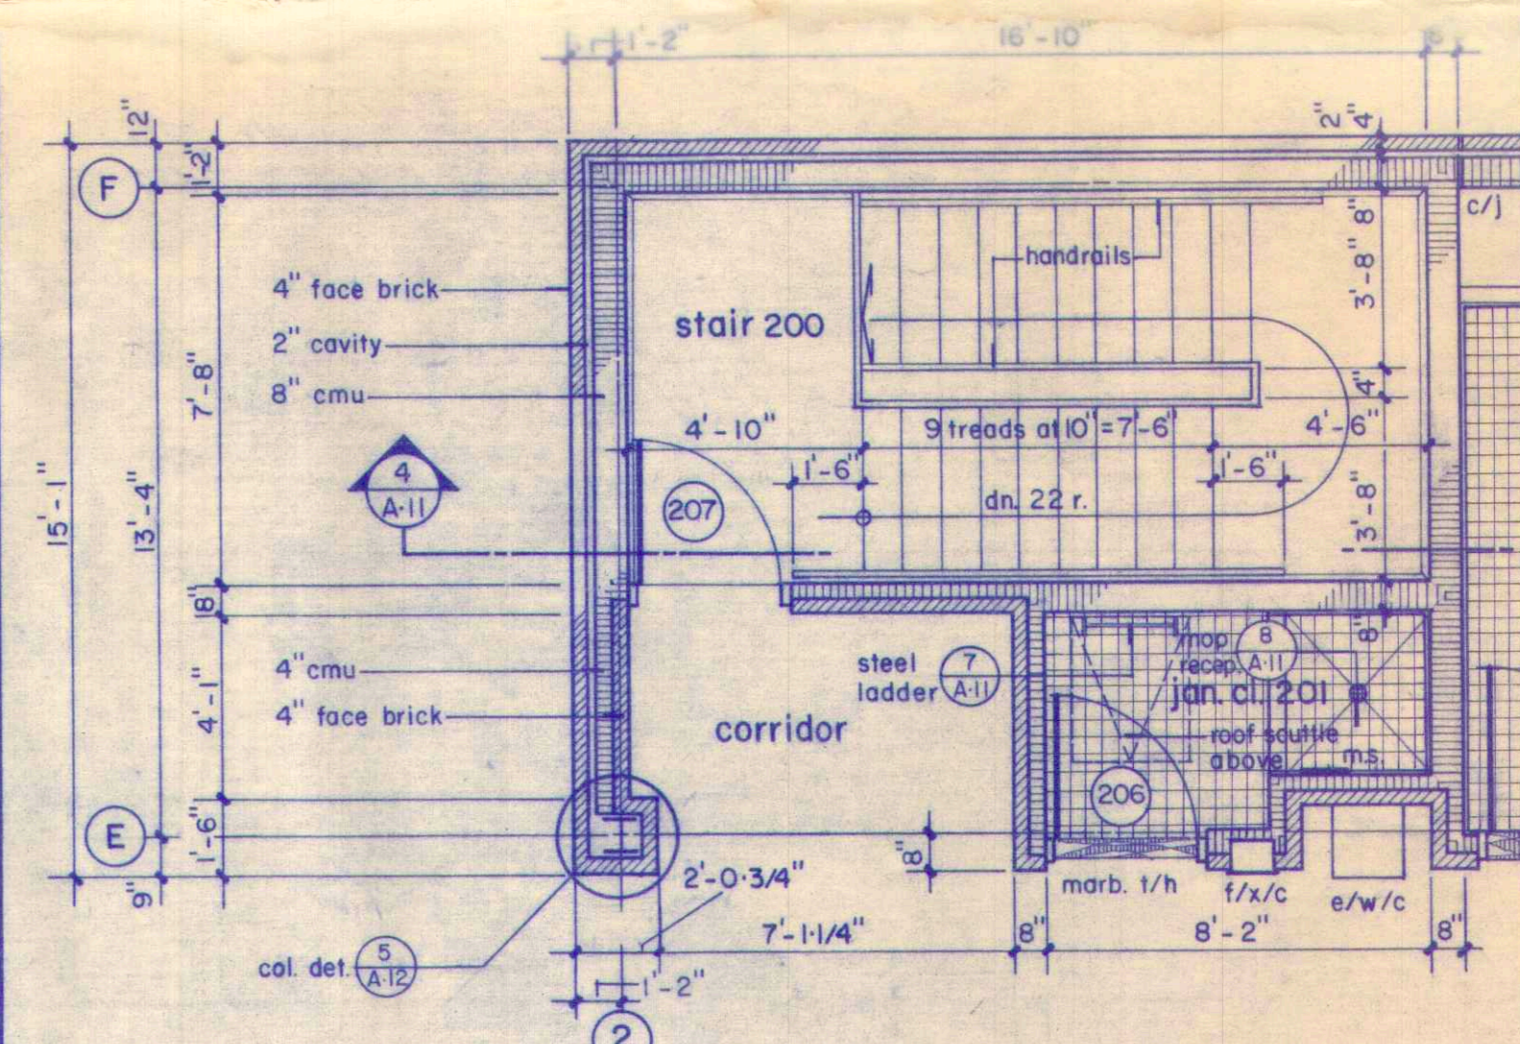 1'-2" 16'-10"
12"
1'-2"
2" 4"
F
8"
c/j
handrails
3'-8"
4" face brick
stair 200
2" cavity
8" cmu
7'-8"
4"
4'-10" 9 treads at 10" = 7'-6" 4'-6"
4
A·11
1'-6" 1'-6"
15'-1"
13'-4"
207
dn. 22 r.
3'-8"
8"
8"
mop
recep.
8
A·11
4" cmu
steel
ladder
7
A·11
jan. cl. 201
4" face brick
4'-1"
corridor
roof scuttle
above
m.s.
206
E
1'-6"
8"
9"
2'-0·3/4"
marb. t/h
f/x/c
e/w/c
7'-1·1/4" 8" 8'-2" 8"
col. det.
5
A·12
1'-2"
2